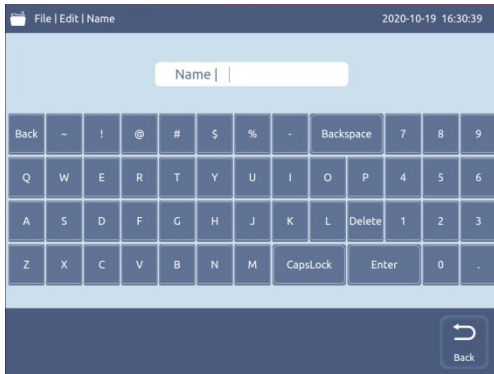 File | Edit | Name 2020-10-19 16:30:39
Name |
Back ~ ! @ # $ % - Backspace 7 8 9
Q W E R T Y U I O P 4 5 6
A S D F G H J K L Delete 1 2 3
Z X C V B N M CapsLock Enter 0 .
Back